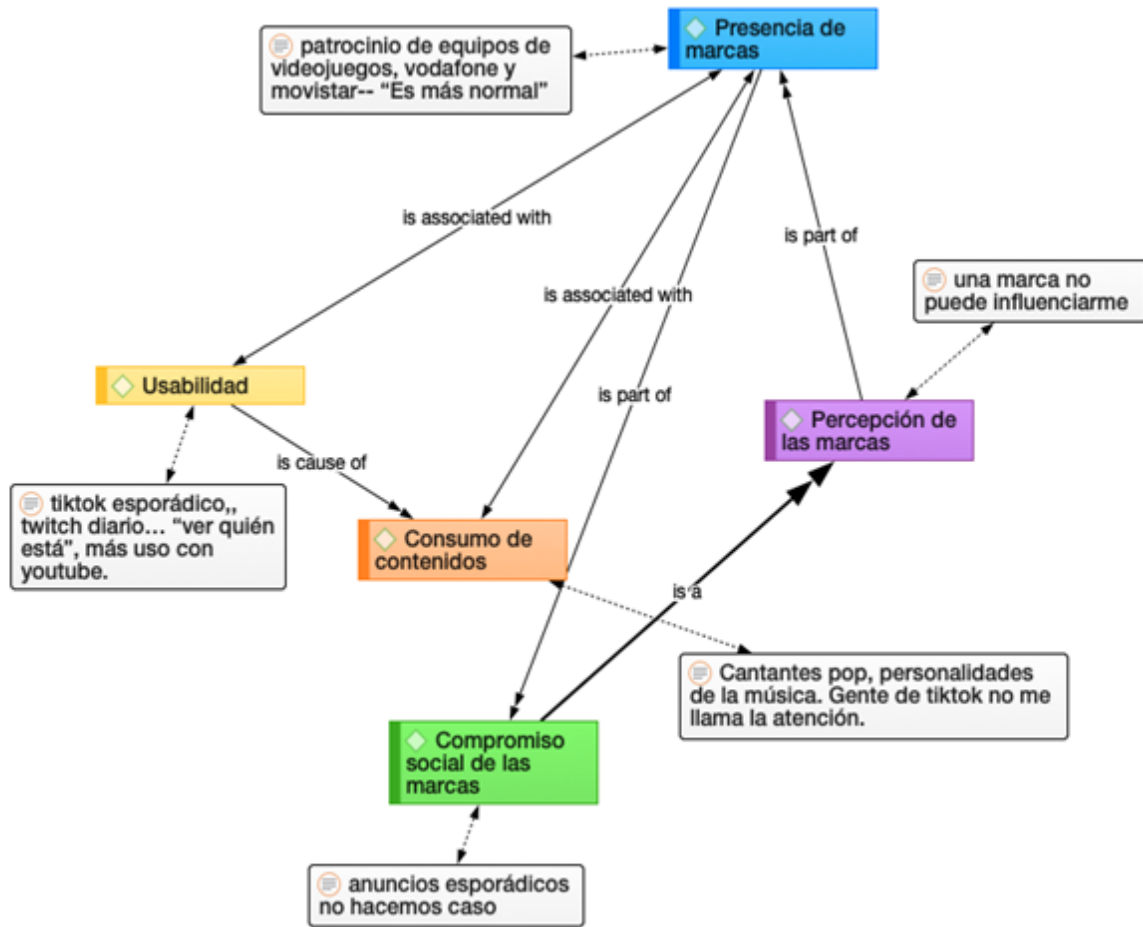 Presencia de
marcas
patrocinio de equipos de
videojuegos, vodafone y
movistar-- “Es más normal”
is associated with
is part of
una marca no
puede influenciarme
is associated with
Usabilidad
is part of
Percepción de
las marcas
is cause of
tiktok esporádico,,
twitch diario... “ver quién
está”, más uso con
youtube.
Consumo de
contenidos
is a
Cantantes pop, personalidades
de la música. Gente de tiktok no me
llama la atención.
Compromiso
social de las
marcas
anuncios esporádicos
no hacemos caso